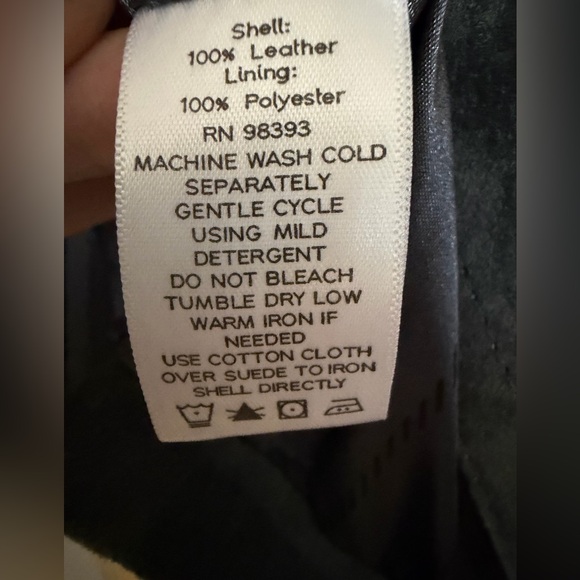 Shell:
100% Leather
Lining:
100% Polyester
RN 98393
MACHINE WASH COLD
SEPARATELY
GENTLE CYCLE
USING MILD
DETERGENT
DO NOT BLEACH
TUMBLE DRY LOW
WARM IRON IF
NEEDED
USE COTTON CLOTH
OVER SUEDE TO IRON
SHELL DIRECTLY